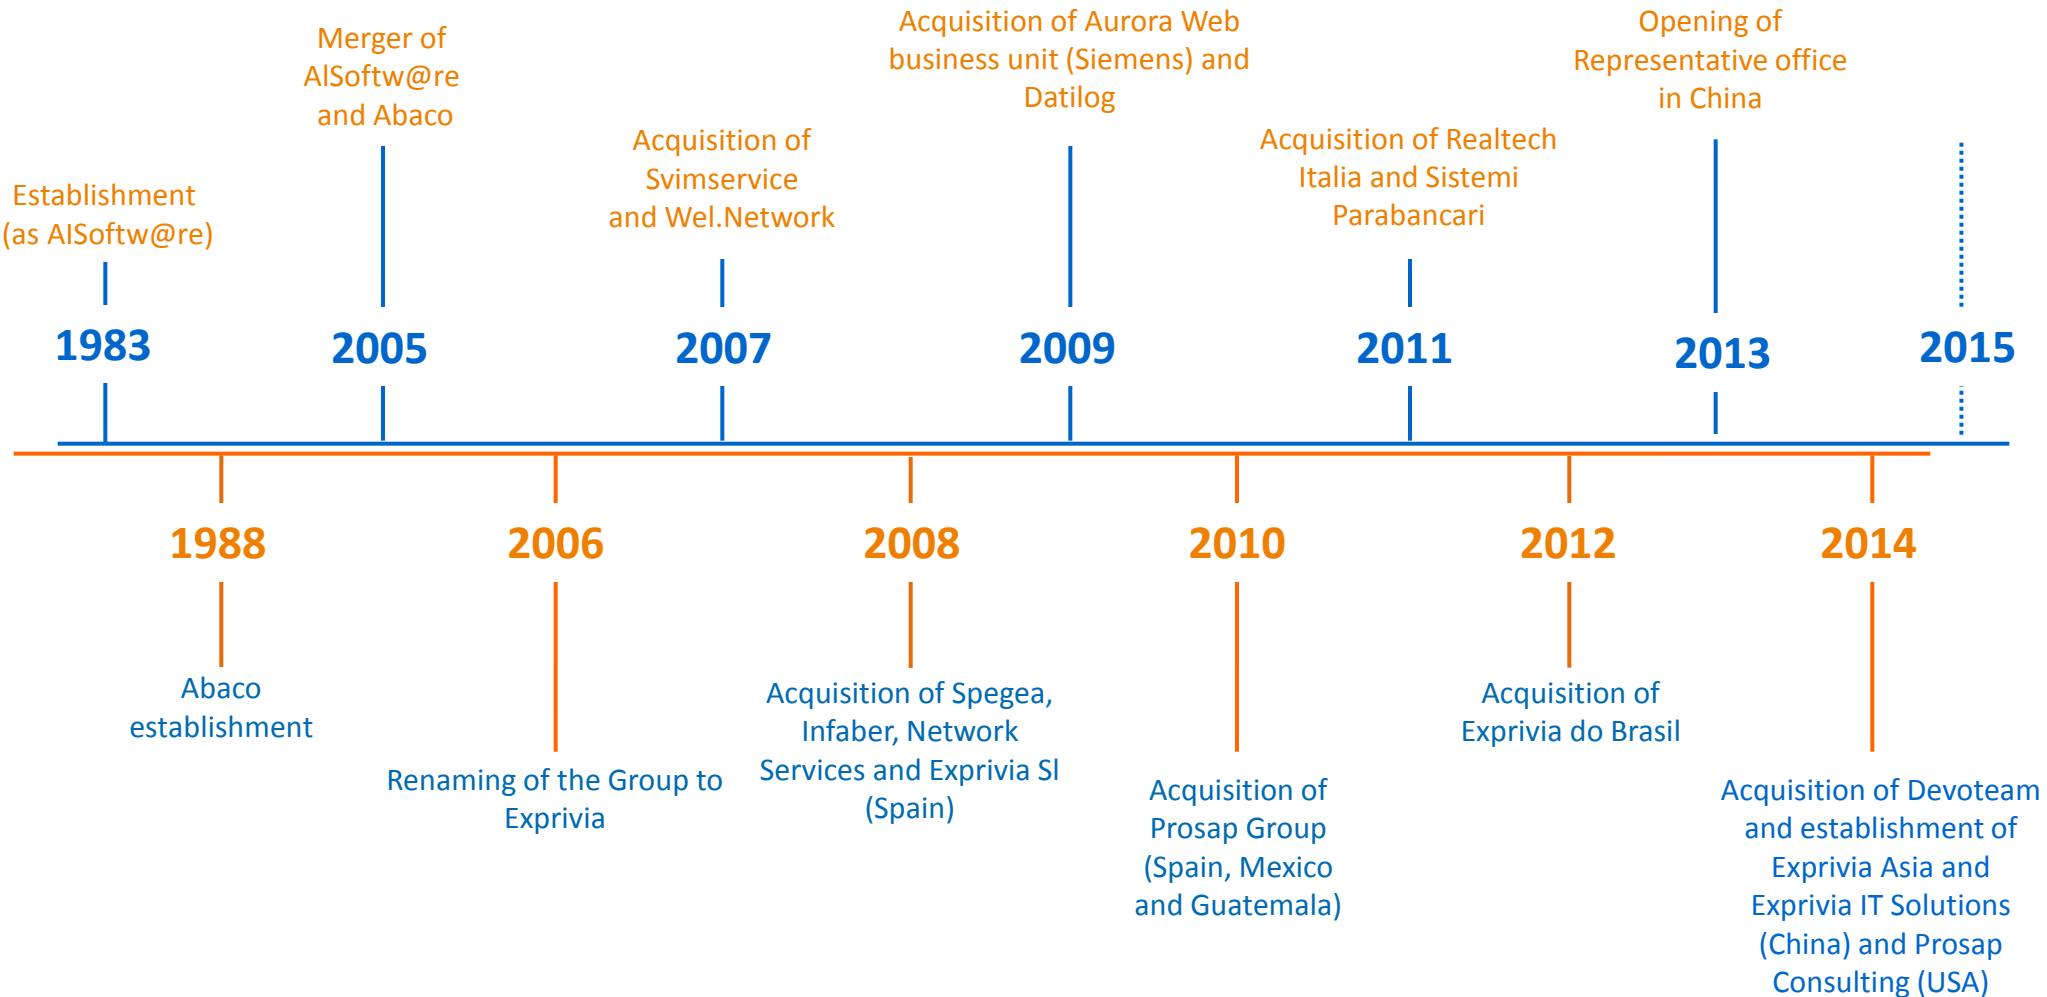 Establishment
(as AISoftw@re)
1983
Merger of
AlSoftw@re
and Abaco
2005
Acquisition of
Svimservice
and Wel.Network
2007
Acquisition of Aurora Web
business unit (Siemens) and
Datilog
2009
Acquisition of Realtech
Italia and Sistemi
Parabancari
2011
Opening of
Representative office
in China
2013
2015
1988
Abaco
establishment
2006
Renaming of the Group to
Exprivia
2008
Acquisition of Spegea,
Infaber, Network
Services and Exprivia Sl
(Spain)
2010
Acquisition of
Prosap Group
(Spain, Mexico
and Guatemala)
2012
Acquisition of
Exprivia do Brasil
2014
Acquisition of Devoteam
and establishment of
Exprivia Asia and
Exprivia IT Solutions
(China) and Prosap
Consulting (USA)